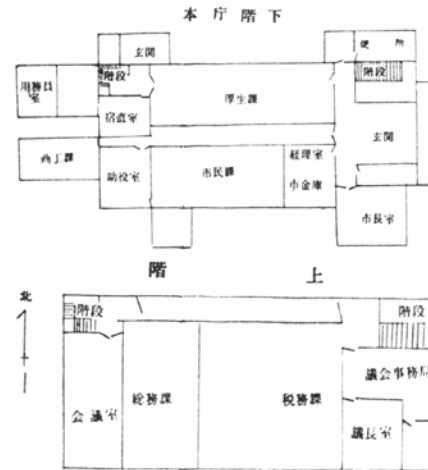 本庁階下
玄関
便所
階段
階段
用務員室
厚生課
宿直室
玄関
商工課
助役室
市民課
経理室
市金庫
市長室
階上
北
階段
階段
議会事務局
会議室
総務課
税務課
議長室